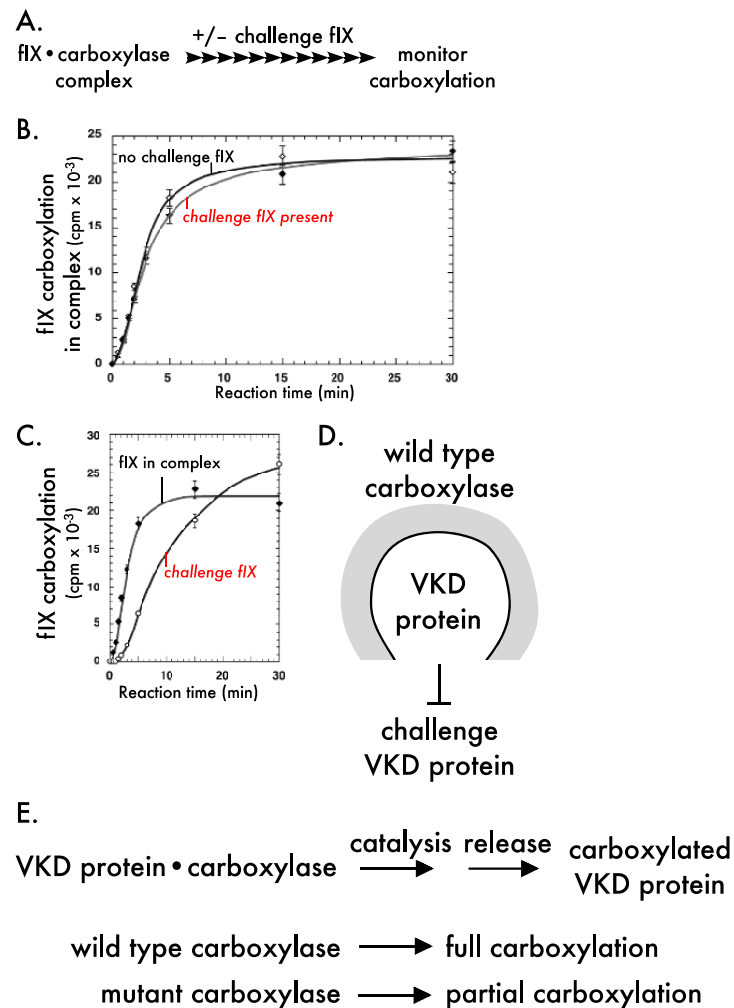 A.
+/– challenge fIX
fIX • carboxylase complex
monitor carboxylation
B.
fIX carboxylation
in complex (cpm x 10⁻³)
25
20
15
10
5
0
no challenge fIX
challenge fIX present
0 5 10 15 20 25 30
Reaction time (min)
C.
fIX carboxylation
(cpm x 10⁻³)
30
25
20
15
10
5
0
fIX in complex
challenge fIX
0 10 20 30
Reaction time (min)
D.
wild type
carboxylase
VKD
protein
challenge
VKD protein
E.
VKD protein • carboxylase
catalysis release
carboxylated
VKD protein
wild type carboxylase full carboxylation
mutant carboxylase partial carboxylation